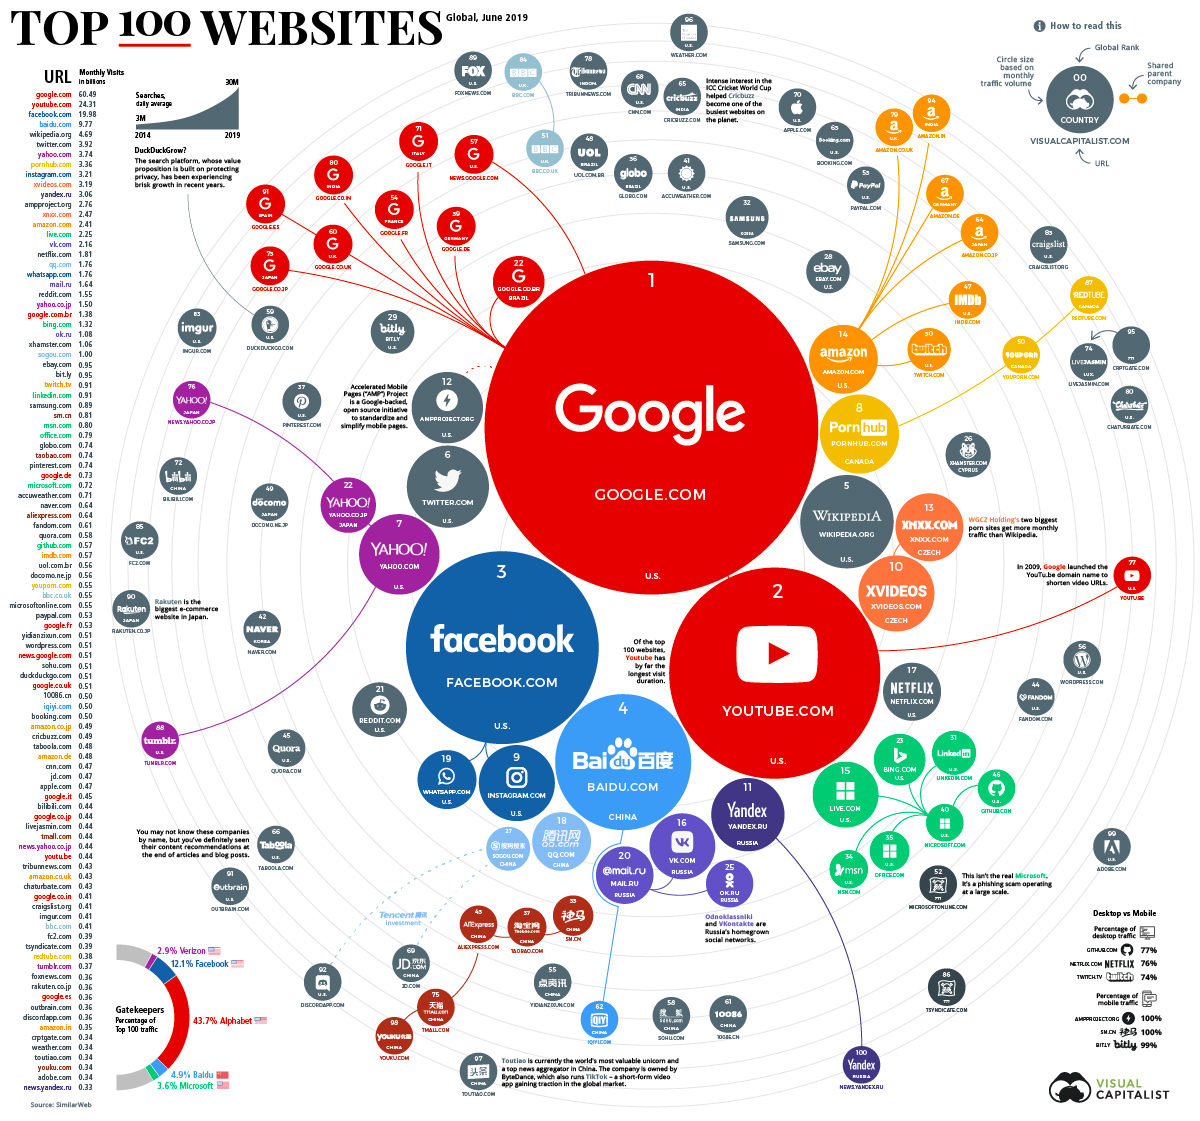 TOP 100 WEBSITES
Global, June 2019
URL
Monthly Visits
in billions
google.com 60.49
youtube.com 24.31
facebook.com 19.98
baidu.com 9.77
wikipedia.org 4.69
twitter.com 3.92
yahoo.com 3.74
pornhub.com 3.36
instagram.com 3.21
xvideos.com 3.19
yandex.ru 3.06
ampproject.org 2.76
xnxx.com 2.47
amazon.com 2.41
live.com 2.25
vk.com 2.16
netflix.com 1.81
qq.com 1.76
whatsapp.com 1.76
mail.ru 1.64
reddit.com 1.55
yahoo.co.jp 1.50
google.com.br 1.38
bing.com 1.32
ok.ru 1.08
xhamster.com 1.06
sogou.com 1.00
ebay.com 0.95
bit.ly 0.95
twitch.tv 0.91
linkedin.com 0.91
samsung.com 0.89
sm.cn 0.81
msn.com 0.80
office.com 0.79
globo.com 0.74
taobao.com 0.74
pinterest.com 0.74
google.de 0.73
microsoft.com 0.72
accuweather.com 0.71
naver.com 0.64
aliexpress.com 0.64
fandom.com 0.61
quora.com 0.58
github.com 0.57
imdb.com 0.57
uol.com.br 0.56
docomo.ne.jp 0.56
youporn.com 0.55
bbc.co.uk 0.55
microsoftonline.com 0.55
paypal.com 0.53
google.fr 0.53
yidianzixun.com 0.51
wordpress.com 0.51
news.google.com 0.51
sohu.com 0.51
duckduckgo.com 0.51
google.co.uk 0.51
10086.cn 0.50
iqiyi.com 0.50
booking.com 0.50
amazon.co.jp 0.49
cricbuzz.com 0.49
taboola.com 0.48
amazon.de 0.48
cnn.com 0.47
jd.com 0.47
apple.com 0.47
google.it 0.45
bilibili.com 0.44
google.co.jp 0.44
livejasmin.com 0.44
tmall.com 0.44
news.yahoo.co.jp 0.44
youtu.be 0.44
tribunnews.com 0.43
amazon.co.uk 0.43
chaturbate.com 0.43
google.co.in 0.41
craigslist.org 0.41
imgur.com 0.41
bbc.com 0.41
fc2.com 0.39
tsyndicate.com 0.39
redtube.com 0.38
tumblr.com 0.37
foxnews.com 0.36
rakuten.co.jp 0.36
google.es 0.36
outbrain.com 0.36
discordapp.com 0.36
amazon.in 0.35
crptgate.com 0.34
weather.com 0.34
toutiao.com 0.34
youku.com 0.34
adobe.com 0.34
news.yandex.ru 0.33
Source: SimilarWeb
Searches,
daily average
30M
3M
2014 2019
DuckDuckGrow?
The search platform, whose value
proposition is built on protecting
privacy, has been experiencing
brisk growth in recent years.
How to read this
Global Rank
Circle size
based on
monthly
traffic volume
Shared
parent
company
00
COUNTRY
VISUALCAPITALIST.COM
URL
96
U.S.
WEATHER.COM
89
FOX
U.S.
FOXNEWS.COM
84
BBC
U.S.
BBC.COM
78
Tribunnews
INDON.
TRIBUNNEWS.COM
68
CNN
U.S.
CNN.COM
65
cricbuzz
INDIA
CRICBUZZ.COM
Intense interest in the
ICC Cricket World Cup
helped Cricbuzz
become one of the
busiest websites on
the planet.
70
U.S.
APPLE.COM
63
Booking.com
U.S.
BOOKING.COM
79
a
U.K.
AMAZON.CO.UK
94
a
INDIA
AMAZON.IN
71
G
ITALY
GOOGLE.IT
57
G
U.S.
NEWS.GOOGLE.COM
51
BBC
U.K.
BBC.CO.UK
48
UOL
BRAZIL
UOL.COM.BR
36
globo
BRAZIL
GLOBO.COM
41
U.S.
ACCUWEATHER.COM
53
PayPal
U.S.
PAYPAL.COM
67
a
GERMANY
AMAZON.DE
80
G
INDIA
GOOGLE.CO.IN
91
G
SPAIN
GOOGLE.ES
54
G
FRANCE
GOOGLE.FR
39
G
GERMANY
GOOGLE.DE
32
SAMSUNG
KOREA
SAMSUNG.COM
64
a
JAPAN
AMAZON.CO.JP
83
craigslist
U.S.
CRAIGSLIST.ORG
60
G
U.K.
GOOGLE.CO.UK
73
G
JAPAN
GOOGLE.CO.JP
22
G
GOOGLE.CO.BR
BRAZIL
28
ebay
EBAY.COM
U.S.
47
IMDb
U.S.
IMDB.COM
87
REDTUBE
CANADA
REDTUBE.COM
83
imgur
U.S.
IMGUR.COM
59
U.S.
DUCKDUCKGO.COM
29
bitly
BIT.LY
U.S.
1
Google
GOOGLE.COM
U.S.
14
amazon
AMAZON.COM
U.S.
30
twitch
U.S.
TWITCH.COM
50
YOUPORN
CANADA
YOUPORN.COM
74
LIVEJASMIN
LUX.
LIVEJASMIN.COM
95
???
CRPTGATE.COM
76
YAHOO!
JAPAN
NEWS.YAHOO.CO.JP
37
U.S.
PINTEREST.COM
Accelerated Mobile
Pages ("AMP") Project
is a Google-backed,
open source initiative
to standardize and
simplify mobile pages.
12
AMPPROJECT.ORG
U.S.
8
Pornhub
PORNHUB.COM
CANADA
80
Chaturbate
U.S.
CHATURBATE.COM
26
XHAMSTER.COM
CYPRUS
72
bilibili
CHINA
BILIBILI.COM
49
döcomo
JAPAN
DOCOMO.NE.JP
22
YAHOO!
YAHOO.CO.JP
JAPAN
6
TWITTER.COM
U.S.
5
WIKIPEDIA
WIKIPEDIA.ORG
U.S.
13
XNXX.COM
XNXX.COM
CZECH
WGCZ Holding's two biggest
porn sites get more monthly
traffic than Wikipedia.
85
FC2
U.S.
FC2.COM
7
YAHOO!
YAHOO.COM
U.S.
10
XVIDEOS
XVIDEOS.COM
CZECH
In 2009, Google launched the
YouTu.be domain name to
shorten video URLs.
77
U.S.
YOUTU.BE
90
Rakuten
JAPAN
RAKUTEN.CO.JP
Rakuten is the
biggest e-commerce
website in Japan.
42
NAVER
KOREA
NAVER.COM
3
facebook
FACEBOOK.COM
U.S.
2
YOUTUBE.COM
U.S.
Of the top
100 websites,
Youtube has
by far the
longest visit
duration.
56
U.S.
WORDPRESS.COM
17
NETFLIX
NETFLIX.COM
U.S.
44
FANDOM
U.S.
FANDOM.COM
21
REDDIT.COM
U.S.
88
tumblr.
U.S.
TUMBLR.COM
45
Quora
U.S.
QUORA.COM
4
Bai du 百度
BAIDU.COM
CHINA
23
BING.COM
U.S.
31
Linked in
U.S.
LINKEDIN.COM
19
WHATSAPP.COM
U.S.
9
INSTAGRAM.COM
U.S.
15
LIVE.COM
U.S.
46
U.S.
GITHUB.COM
11
Yandex
YANDEX.RU
RUSSIA
40
U.S.
MICROSOFT.COM
You may not know these companies
by name, but you've definitely seen
their content recommendations at
the end of articles and blog posts.
66
Taboola
U.S.
TABOOLA.COM
27
搜狗搜索
SOGOU.COM
CHINA
18
腾讯网
QQ.COM
QQ.COM
CHINA
16
VK.COM
RUSSIA
35
U.S.
OFFICE.COM
99
U.S.
ADOBE.COM
20
@mail.ru
MAIL.RU
RUSSIA
25
OK.RU
RUSSIA
34
msn
U.S.
MSN.COM
91
outbrain
U.S.
OUTBRAIN.COM
52
???
MICROSOFTONLINE.COM
This isn't the real Microsoft.
It's a phishing scam operating
at a large scale.
Odnoklassniki
and VKontakte are
Russia's homegrown
social networks.
Tencent 腾讯
investment
43
AliExpress
CHINA
ALIEXPRESS.COM
37
淘宝网
CHINA
TAOBAO.COM
33
神马
CHINA
SM.CN
Desktop vs Mobile
Percentage of
desktop traffic
GITHUB.COM 77%
NETFLIX.COM NETFLIX 76%
TWITCH.TV twitch 74%
Percentage of
mobile traffic
AMPPROJECT.ORG 100%
SM.CN 神马 100%
BIT.LY bitly 99%
2.9% Verizon
12.1% Facebook
Gatekeepers
Percentage of
Top 100 traffic
43.7% Alphabet
4.9% Baidu
3.6% Microsoft
92
U.S.
DISCORDAPP.COM
69
JD 京东
CHINA
JD.COM
55
点资讯
CHINA
YIDIANZIXUN.COM
86
???
TSYNDICATE.COM
75
天猫
TMALL.COM
CHINA
TMALL.COM
62
QIY
CHINA
IQIYI.COM
58
搜狐
CHINA
SOHU.COM
61
10086
CHINA
10086.CN
98
YOUKU
CHINA
YOUKU.COM
97
头条
CHINA
TOUTIAO.COM
Toutiao is currently the world's most valuable unicorn and
a top news aggregator in China. The company is owned by
ByteDance, which also runs TikTok – a short-form video
app gaining traction in the global market.
100
Yandex
RUSSIA
NEWS.YANDEX.RU
VISUAL
CAPITALIST